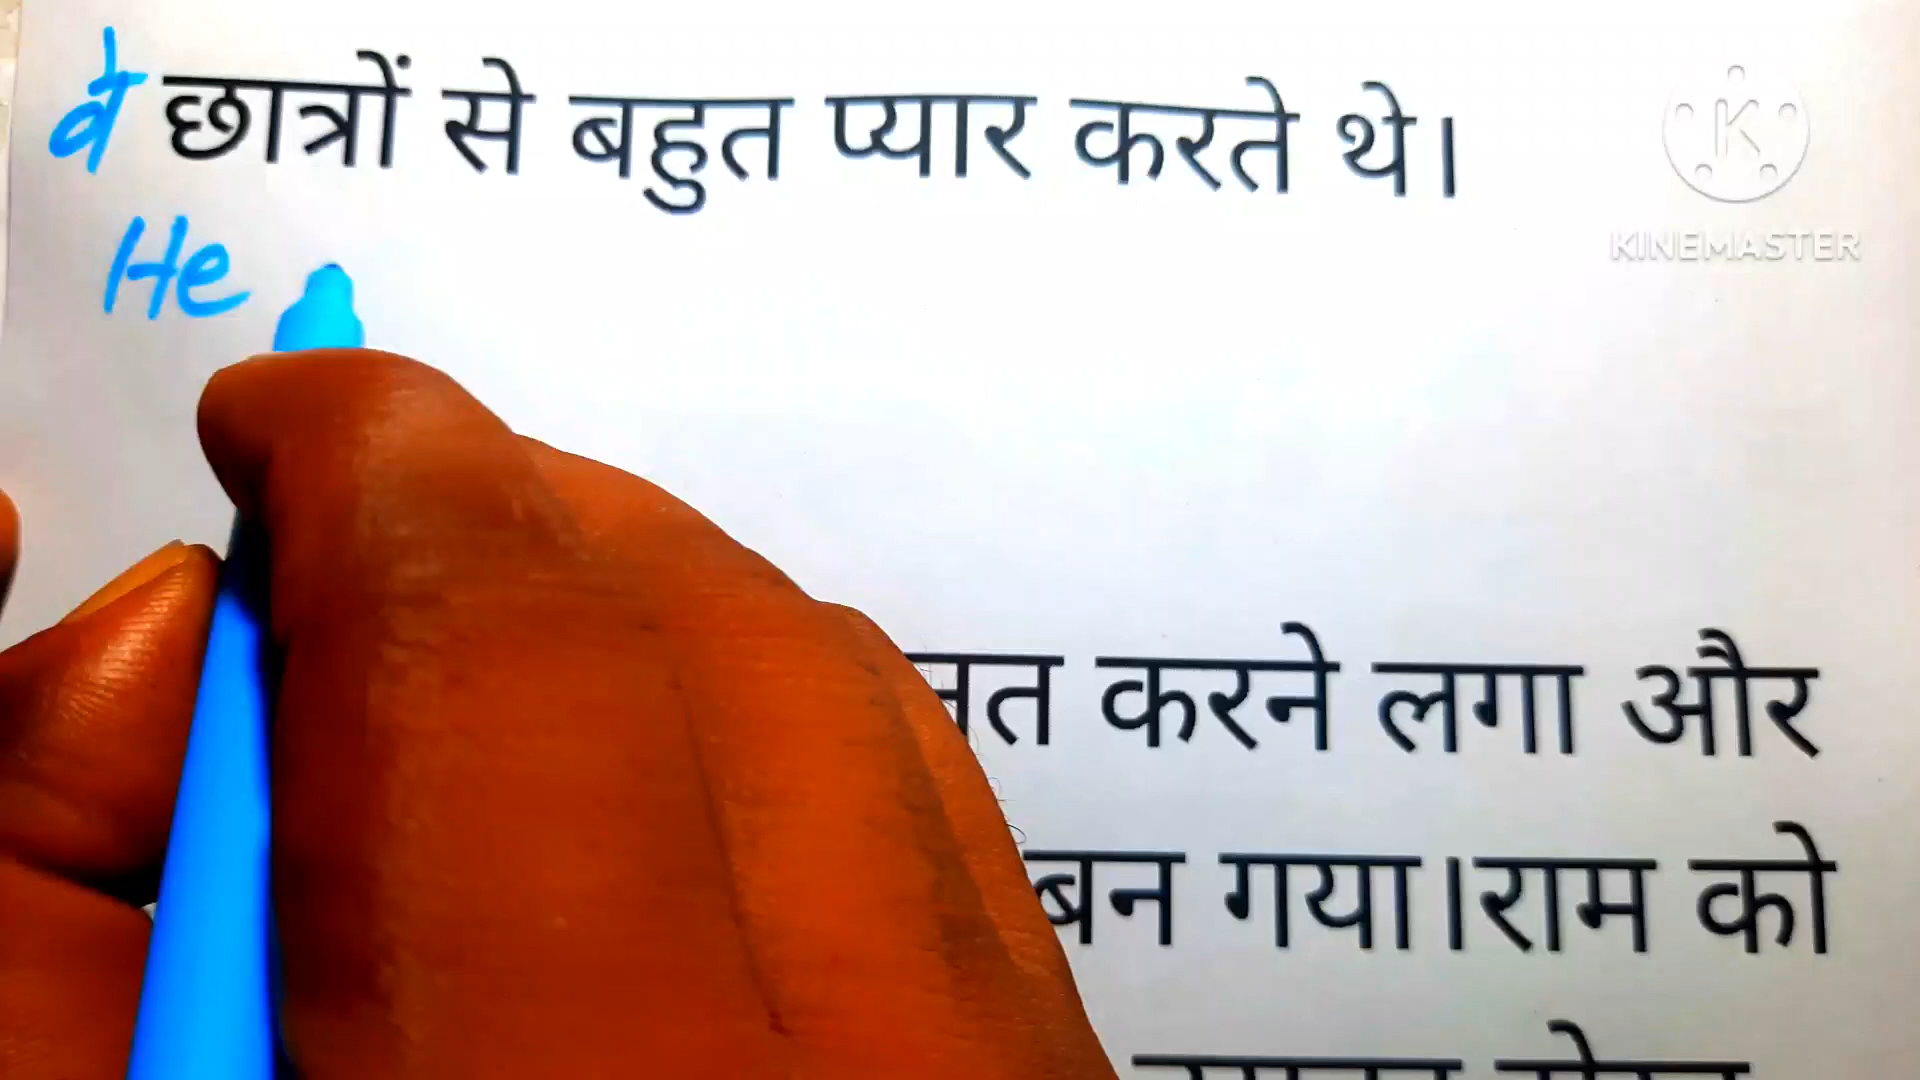 वे छात्रों से बहुत प्यार करते थे।
He
करने लगा और
बन गया।राम को
KINEMASTER